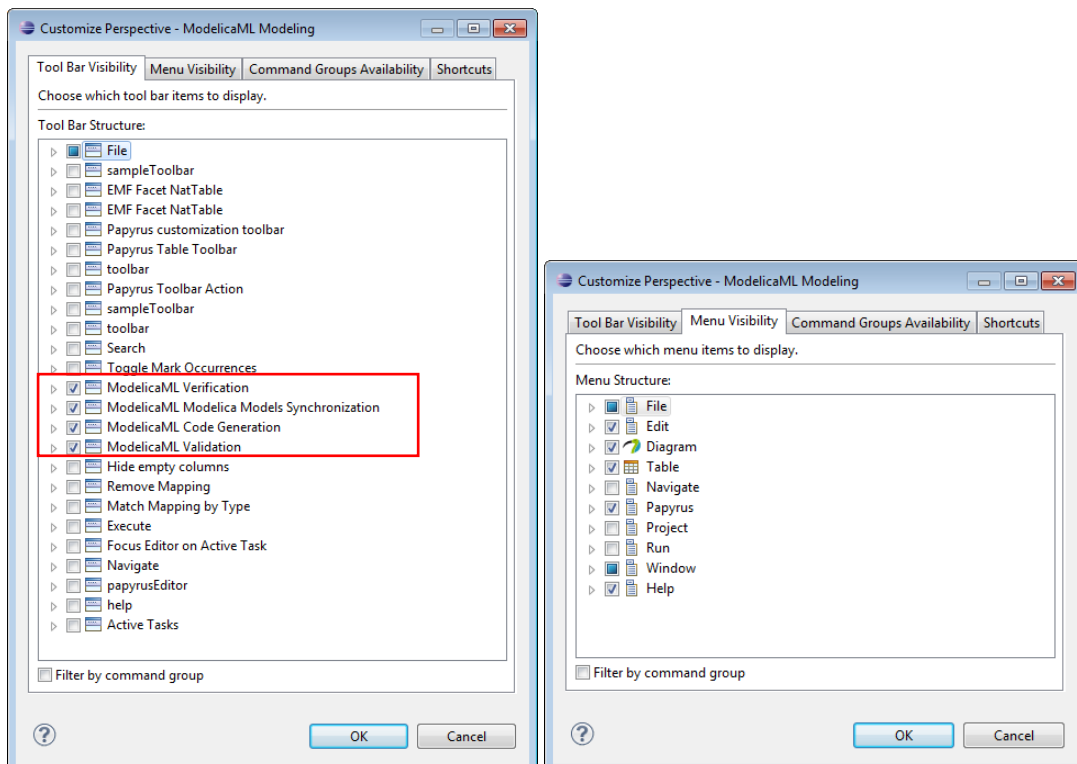 Customize Perspective - ModelicaML Modeling
Tool Bar Visibility Menu Visibility Command Groups Availability Shortcuts
Choose which tool bar items to display.
Tool Bar Structure:
File
sampleToolbar
EMF Facet NatTable
EMF Facet NatTable
Papyrus customization toolbar
Papyrus Table Toolbar
toolbar
Papyrus Toolbar Action
sampleToolbar
toolbar
Search
Toggle Mark Occurrences
ModelicaML Verification
ModelicaML Modelica Models Synchronization
ModelicaML Code Generation
ModelicaML Validation
Hide empty columns
Remove Mapping
Match Mapping by Type
Execute
Focus Editor on Active Task
Navigate
papyrusEditor
help
Active Tasks
Filter by command group
OK Cancel
Customize Perspective - ModelicaML Modeling
Tool Bar Visibility Menu Visibility Command Groups Availability Shortcuts
Choose which menu items to display.
Menu Structure:
File
Edit
Diagram
Table
Navigate
Papyrus
Project
Run
Window
Help
Filter by command group
OK Cancel